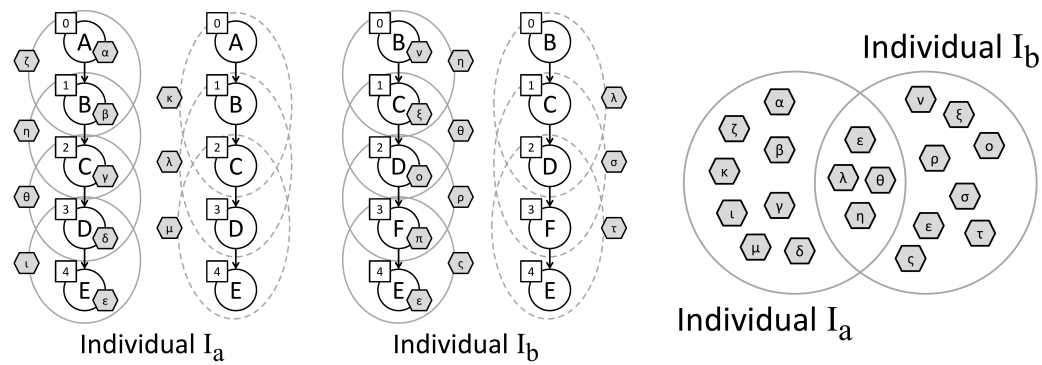 0
A α
ζ
1
B β
η
2
C γ
θ
3
D δ
ι
4
E ε
0
A
κ
1
B
λ
2
C
μ
3
D
4
E
Individual Ia
0
B ν
η
1
C ξ
θ
2
D ο
ρ
3
F π
ς
4
E ε
0
B
λ
1
C
σ
2
D
τ
3
F
4
E
Individual Ib
Individual Ib
α
ζ
β
κ
γ
ι
μ
δ
ε
λ θ
η
ν
ξ
ο
ρ
σ
ε
τ
ς
Individual Ia